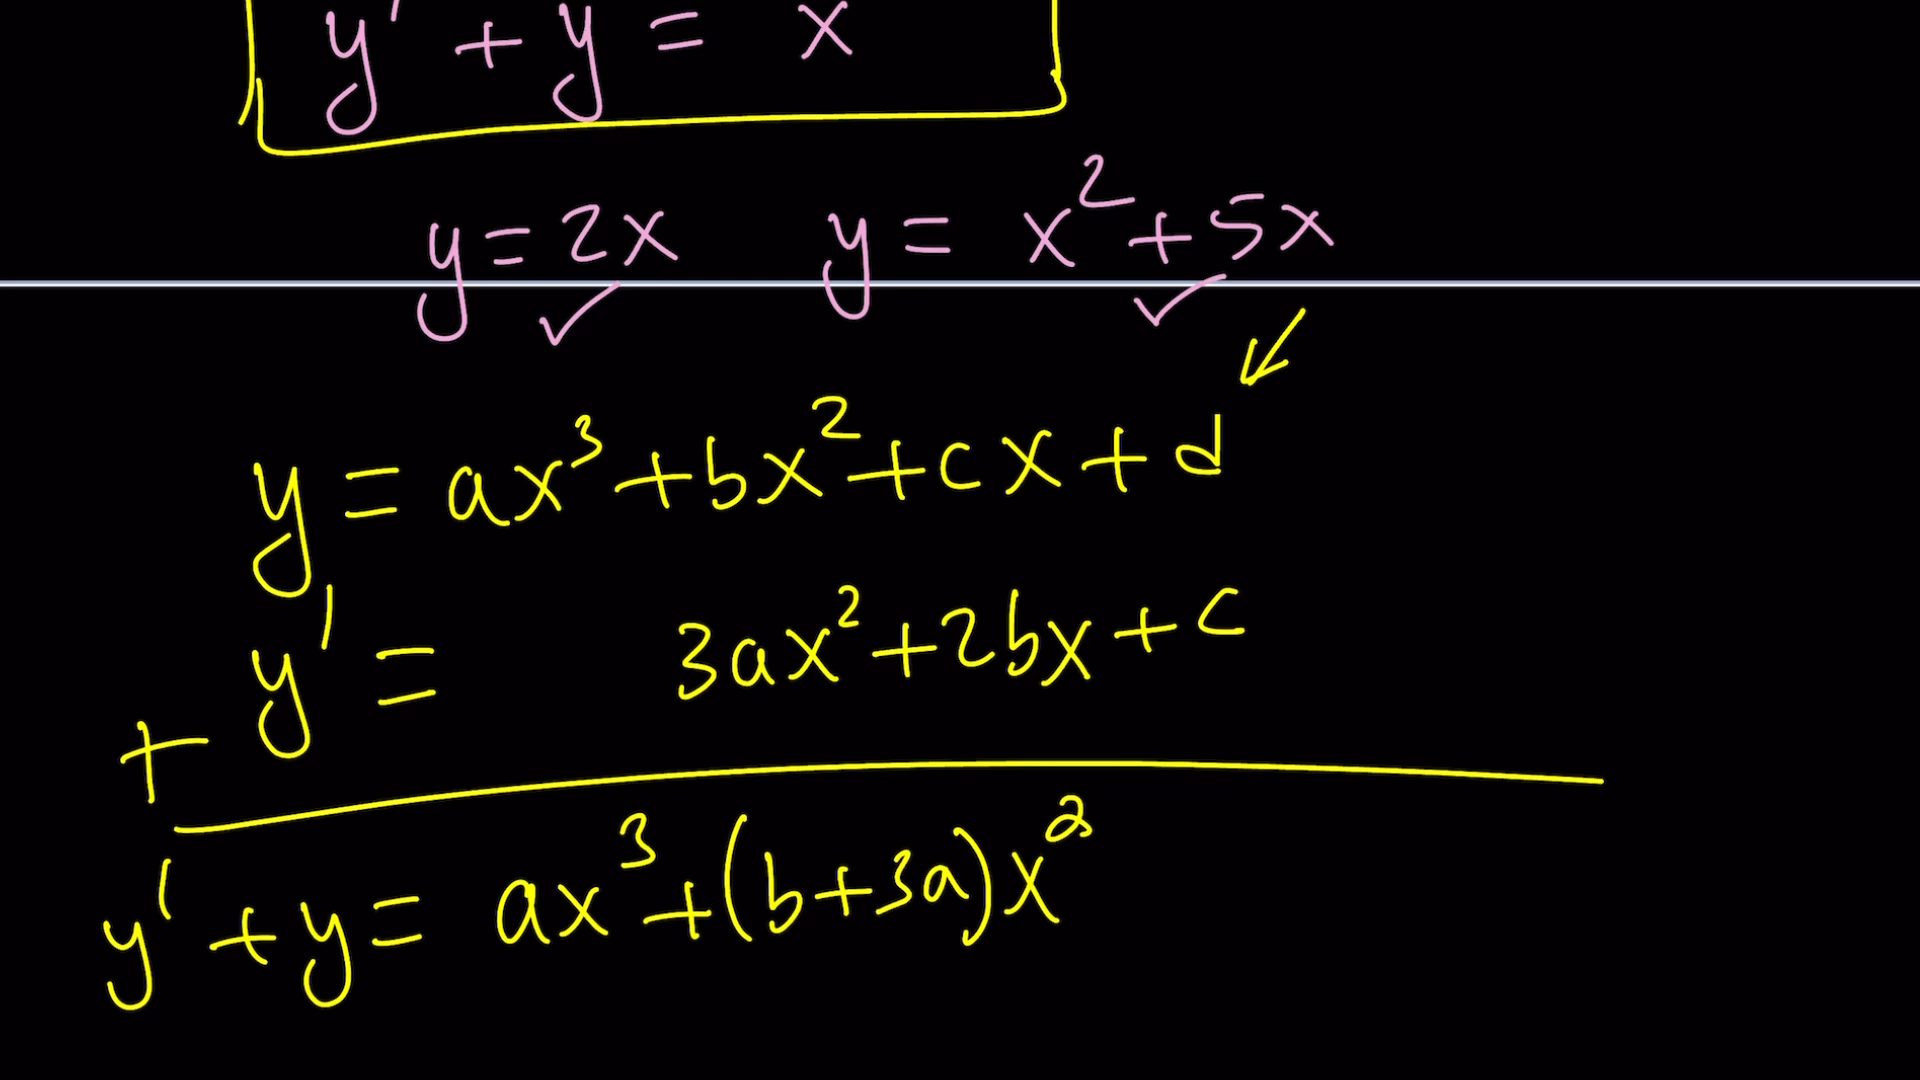 y' + y = x
y = 2x y = x² + 5x
✓ ✓
y = ax³ + bx² + cx + d
y' = 3ax² + 2bx + c
+
y' + y = ax³ + (b + 3a)x²